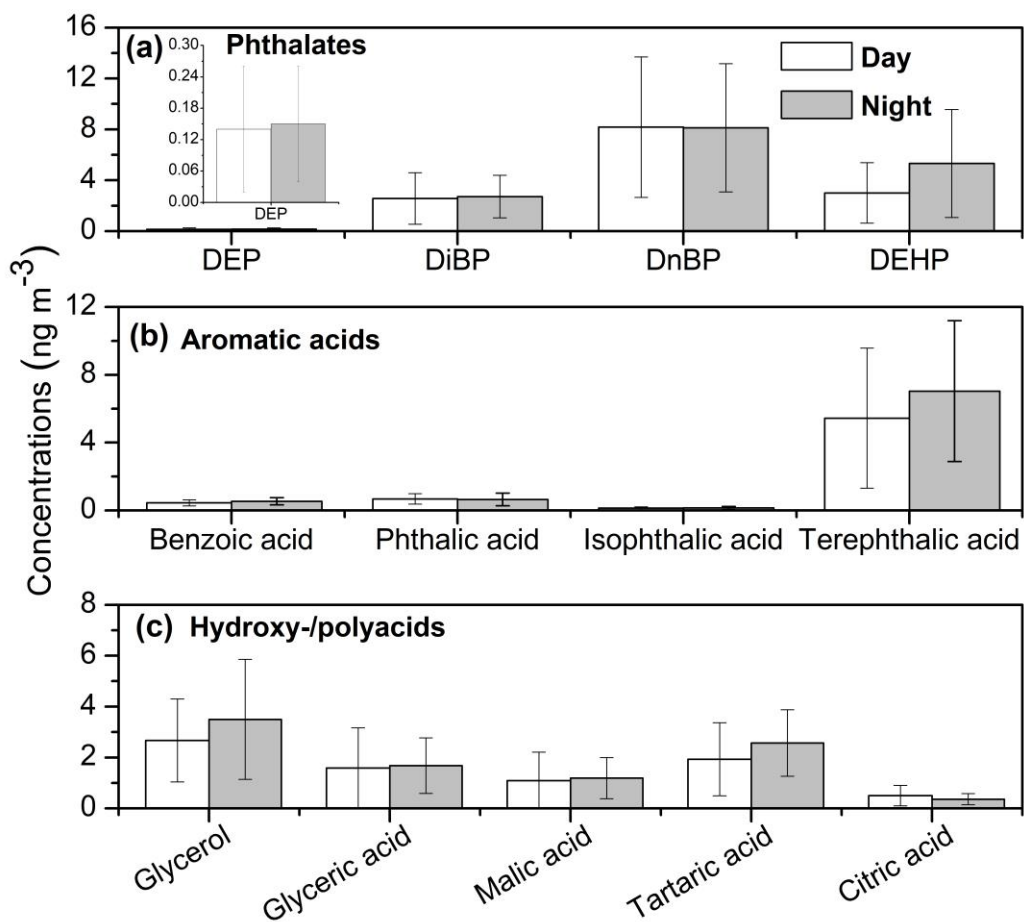 Concentrations (ng m⁻³)
(a) Phthalates
Day
Night
16
12
8
4
0
0.30
0.24
0.18
0.12
0.06
0.00
DEP
DEP DiBP DnBP DEHP
(b) Aromatic acids
12
8
4
0
Benzoic acid Phthalic acid Isophthalic acid Terephthalic acid
(c) Hydroxy-/polyacids
8
6
4
2
0
Glycerol Glyceric acid Malic acid Tartaric acid Citric acid